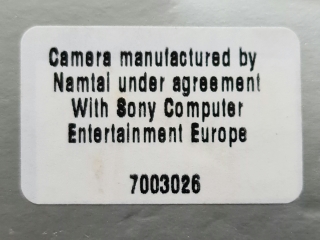 Camera manufactured by
Namtai under agreement
With Sony Computer
Entertainment Europe
7003026